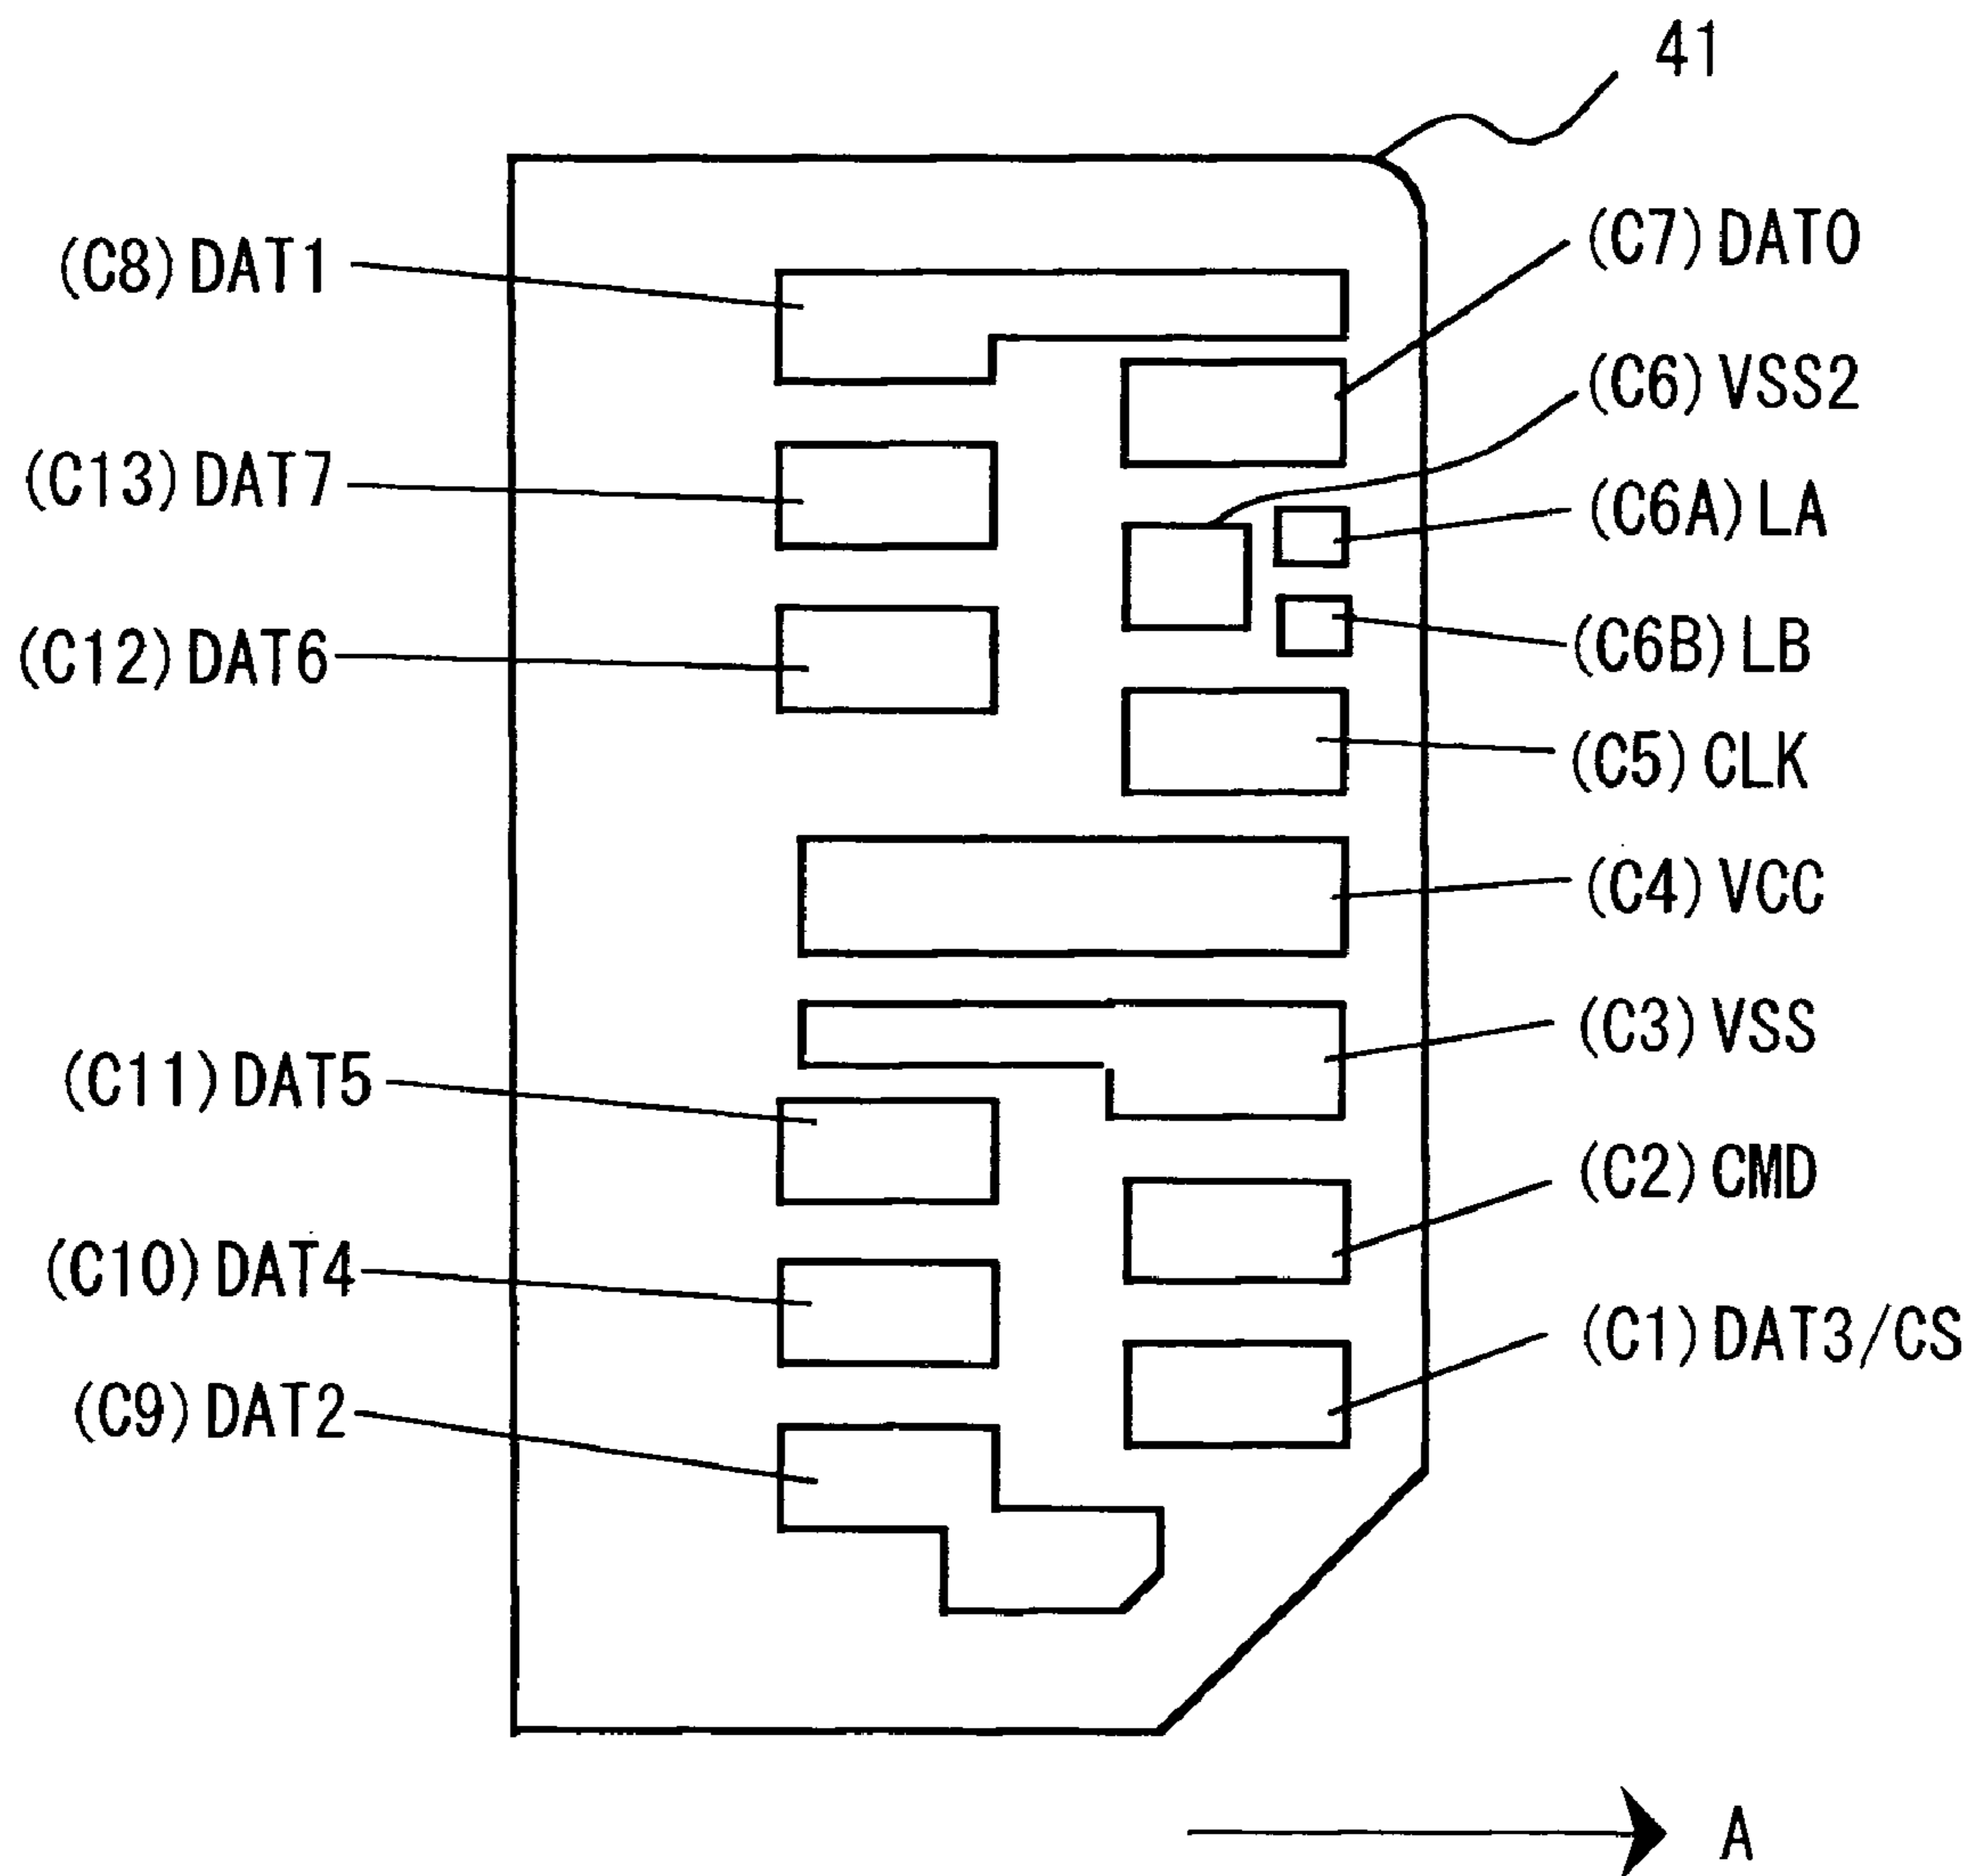 41
(C8) DAT1
(C7) DAT0
(C6) VSS2
(C13) DAT7
(C6A) LA
(C12) DAT6
(C6B) LB
(C5) CLK
(C4) VCC
(C3) VSS
(C11) DAT5
(C2) CMD
(C10) DAT4
(C1) DAT3/CS
(C9) DAT2
A